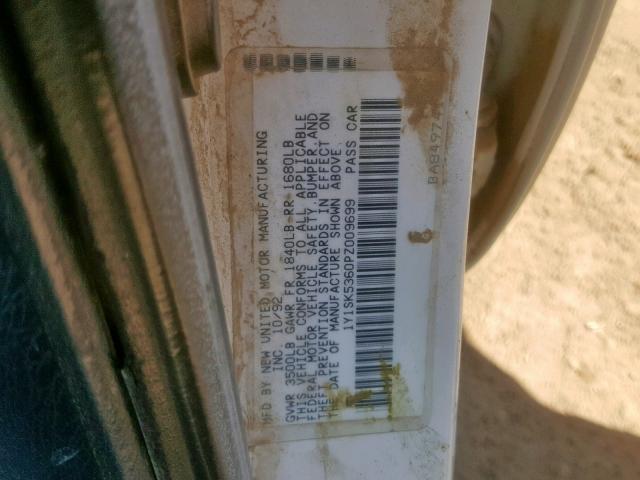 MFD BY NEW UNITED MOTOR MANUFACTURING
INC. 10/92
GVWR 3500LB GAWR FR 1840LB RR 1680LB
THIS VEHICLE CONFORMS TO ALL APPLICABLE
FEDERAL MOTOR VEHICLE SAFETY, BUMPER, AND
THEFT PREVENTION STANDARDS IN EFFECT ON
THE DATE OF MANUFACTURE SHOWN ABOVE.
1Y1SK5360PZ009699 PASS CAR
BA84974